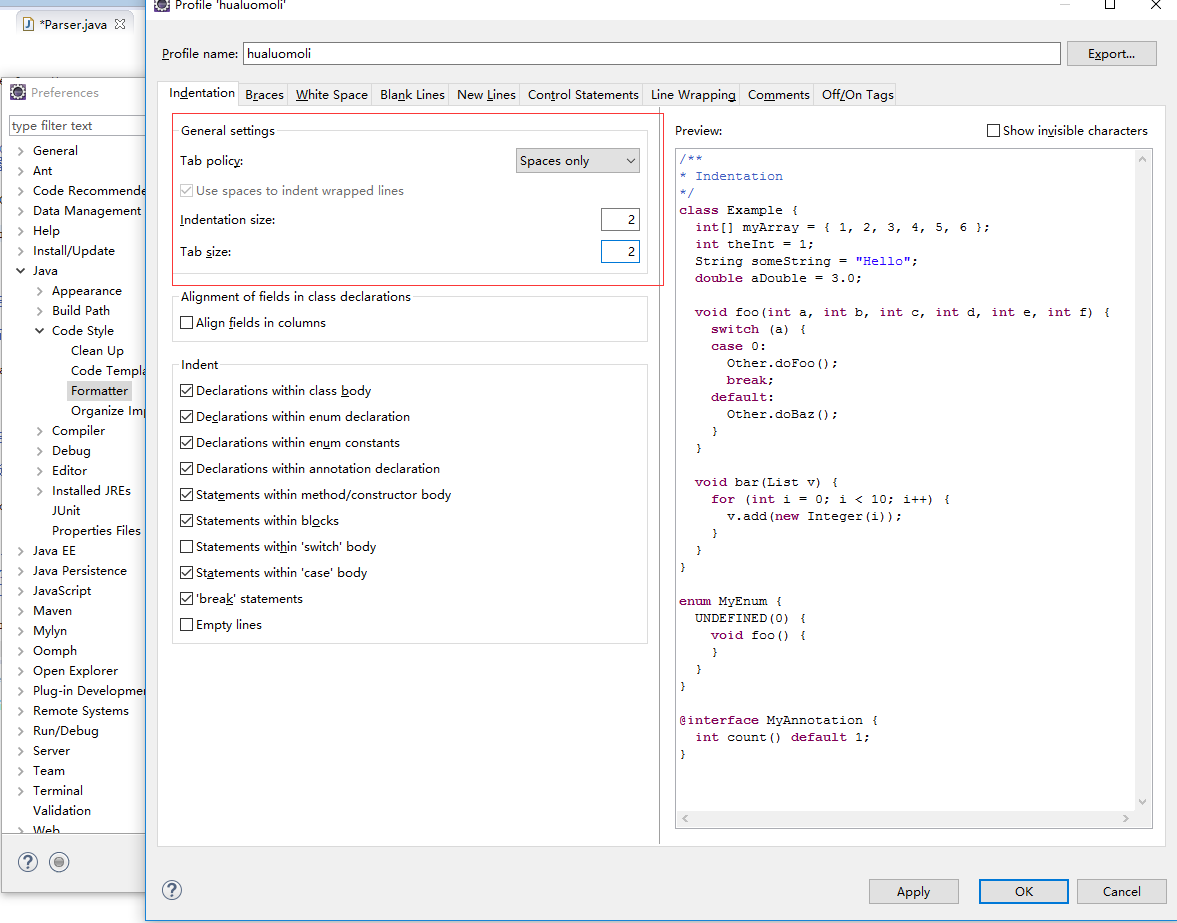 *Parser.java
Profile 'hualuomoli'
Profile name: hualuomoli Export...
Preferences
type filter text
General
Ant
Code Recommende
Data Management
Help
Install/Update
Java
Appearance
Build Path
Code Style
Clean Up
Code Templa
Formatter
Organize Imp
Compiler
Debug
Editor
Installed JREs
JUnit
Properties Files
Java EE
Java Persistence
JavaScript
Maven
Mylyn
Oomph
Open Explorer
Plug-in Developmen
Remote Systems
Run/Debug
Server
Team
Terminal
Validation
Web
Indentation Braces White Space Blank Lines New Lines Control Statements Line Wrapping Comments Off/On Tags
General settings
Tab policy: Spaces only
Use spaces to indent wrapped lines
Indentation size: 2
Tab size: 2
Alignment of fields in class declarations
Align fields in columns
Indent
Declarations within class body
Declarations within enum declaration
Declarations within enum constants
Declarations within annotation declaration
Statements within method/constructor body
Statements within blocks
Statements within 'switch' body
Statements within 'case' body
'break' statements
Empty lines
Preview: Show invisible characters
/**
* Indentation
*/
class Example {
int[] myArray = { 1, 2, 3, 4, 5, 6 };
int theInt = 1;
String someString = "Hello";
double aDouble = 3.0;
void foo(int a, int b, int c, int d, int e, int f) {
switch (a) {
case 0:
Other.doFoo();
break;
default:
Other.doBaz();
}
}
void bar(List v) {
for (int i = 0; i < 10; i++) {
v.add(new Integer(i));
}
}
}
enum MyEnum {
UNDEFINED(0) {
void foo() {
}
}
}
@interface MyAnnotation {
int count() default 1;
}
Apply OK Cancel